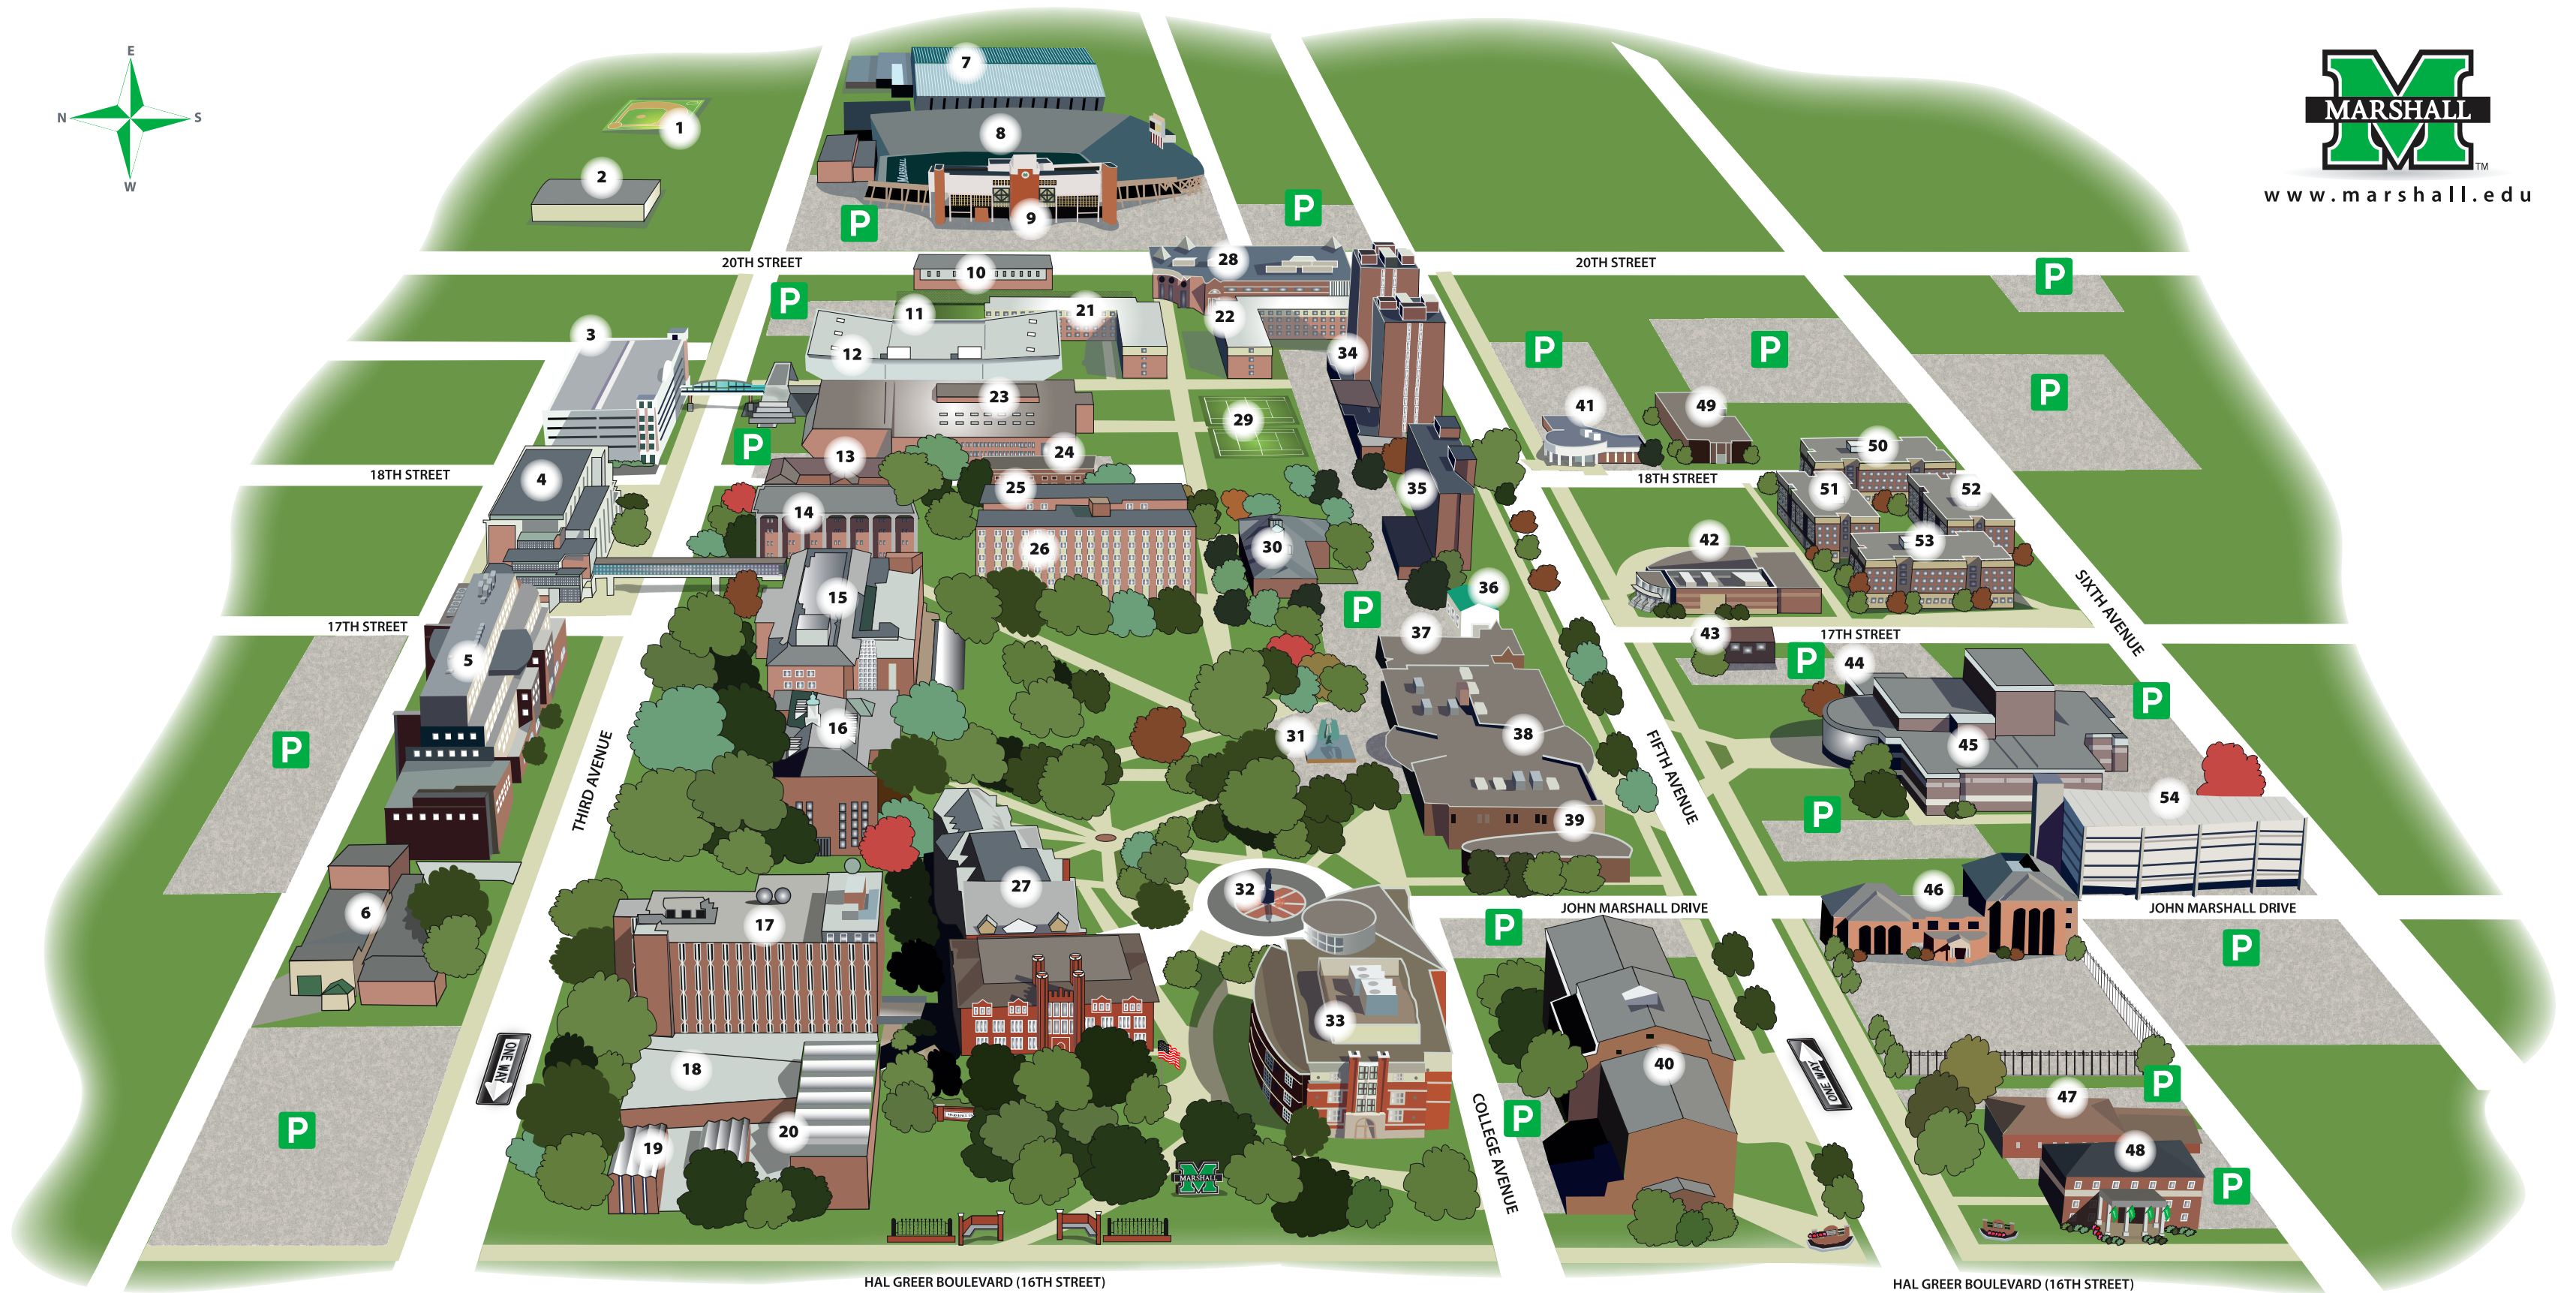 E
N
S
W
MARSHALL
TM
www.marshall.edu
7
1
8
2
9
P
P
20TH STREET
20TH STREET
10
28
P
P
11
21
22
3
12
34
P
P
P
23
41
49
29
P
13
24
50
18TH STREET
18TH STREET
4
25
35
51
52
14
26
30
42
53
15
36
P
SIXTH AVENUE
17TH STREET
17TH STREET
37
43
5
P
44
P
16
31
38
45
P
THIRD AVENUE
FIFTH AVENUE
54
39
P
27
32
46
6
17
P
JOHN MARSHALL DRIVE
JOHN MARSHALL DRIVE
P
33
ONE WAY
18
40
ONE WAY
P
47
P
P
20
19
48
COLLEGE AVENUE
MARSHALL
P
HAL GREER BOULEVARD (16TH STREET)
HAL GREER BOULEVARD (16TH STREET)
MARSHALL